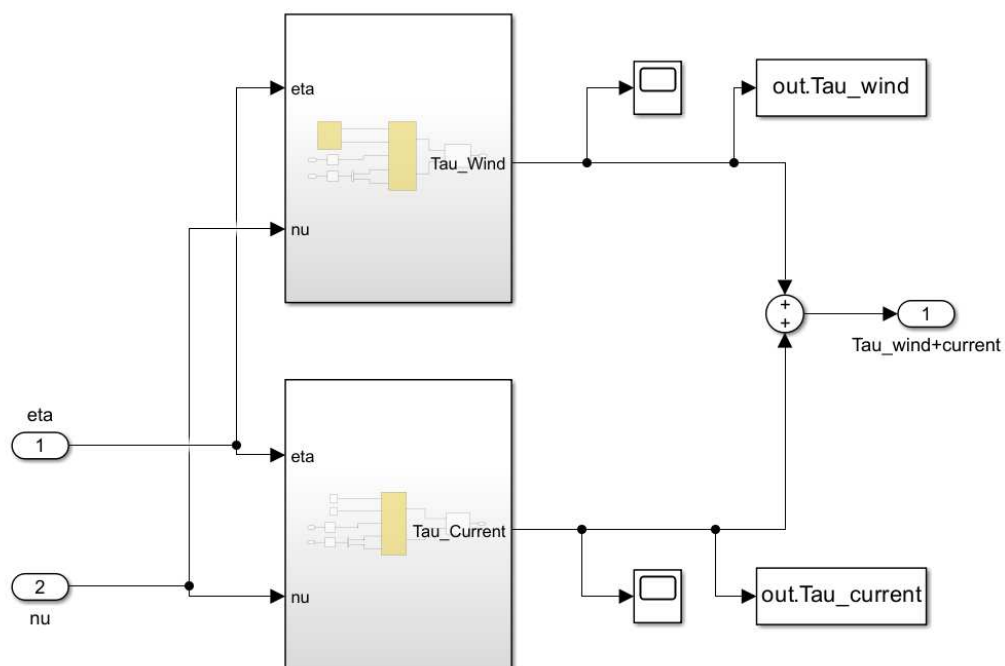 eta
out.Tau_wind
Tau_Wind
nu
+
+
1
Tau_wind+current
eta
1
eta
Tau_Current
2
nu
nu
out.Tau_current